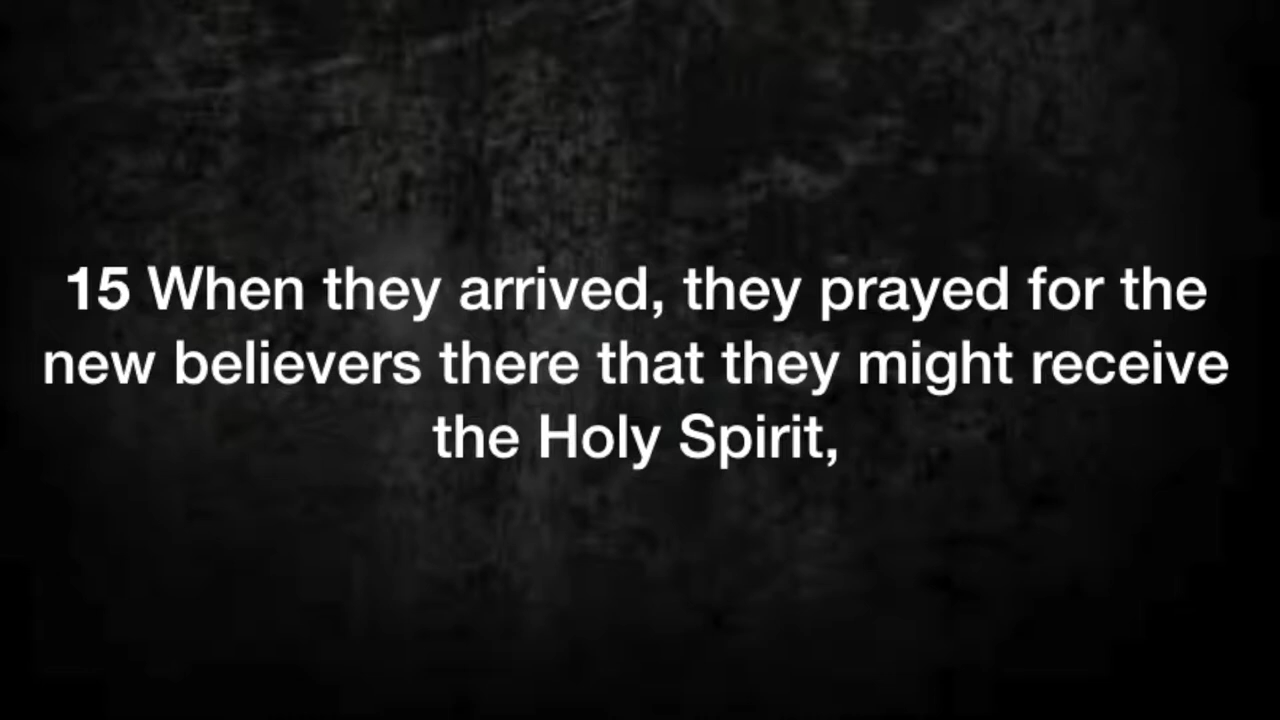 15 When they arrived, they prayed for the
new believers there that they might receive
the Holy Spirit,